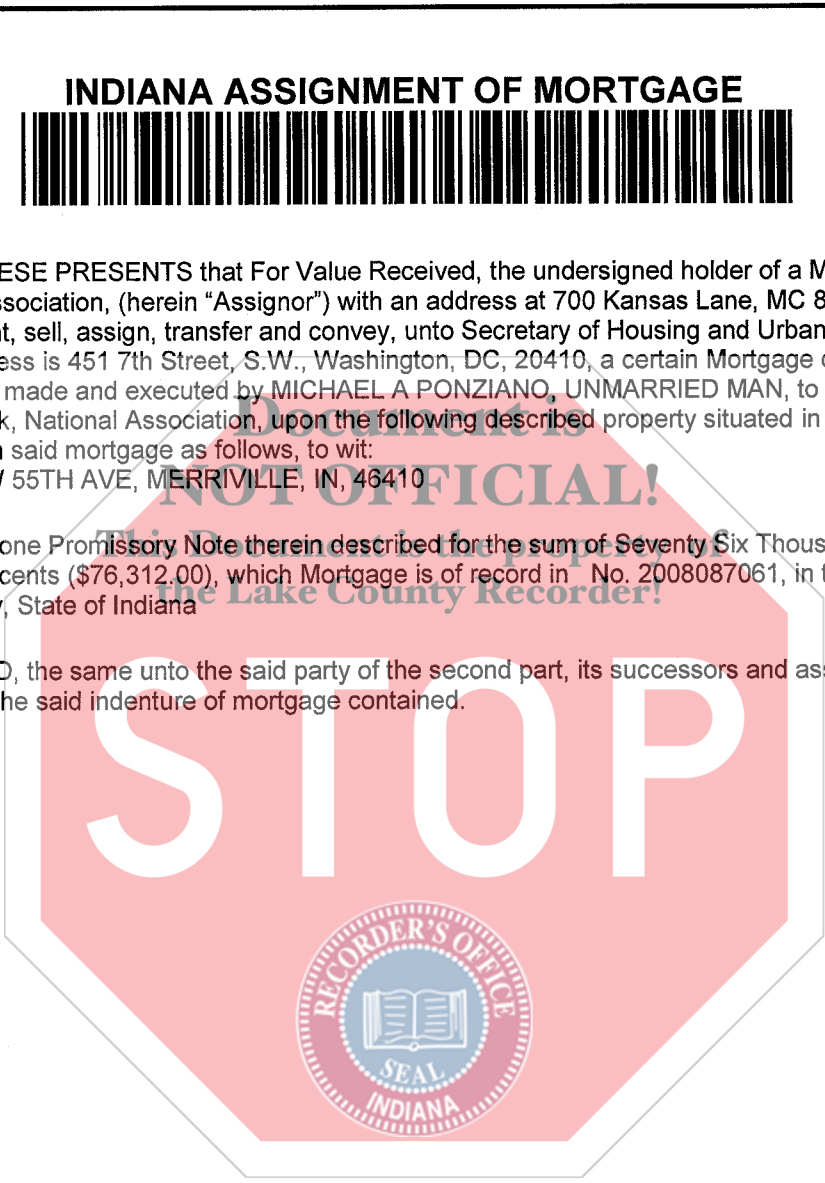 INDIANA ASSIGNMENT OF MORTGAGE
ESE PRESENTS that For Value Received, the undersigned holder of a M
ssociation, (herein “Assignor”) with an address at 700 Kansas Lane, MC 8
t, sell, assign, transfer and convey, unto Secretary of Housing and Urban
ess is 451 7th Street, S.W., Washington, DC, 20410, a certain Mortgage
made and executed by MICHAEL A PONZIANO, UNMARRIED MAN, to
k, National Association, upon the following described property situated in
Document is
said mortgage as follows, to wit:
55TH AVE, MERRIVILLE, IN, 46410
NOT OFFICIAL!
one Promissory Note therein described for the sum of Seventy Six Thous
This Document is the property of
cents ($76,312.00), which Mortgage is of record in No. 2008087061, in
the Lake County Recorder!
, State of Indiana
, the same unto the said party of the second part, its successors and as
he said indenture of mortgage contained.
STOP
RECORDER'S OFFICE
SEAL
INDIANA